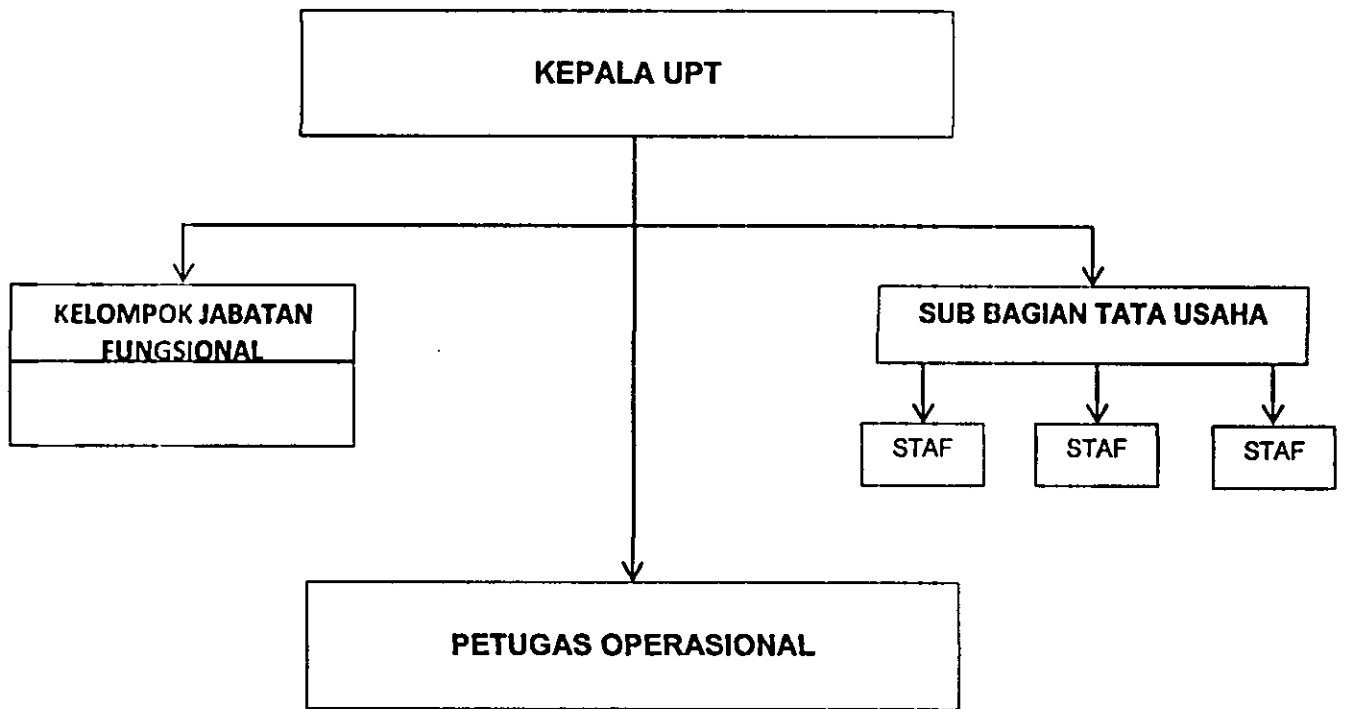 KEPALA UPT
KELOMPOK JABATAN
FUNGSIONAL
SUB BAGIAN TATA USAHA
STAF
STAF
STAF
PETUGAS OPERASIONAL